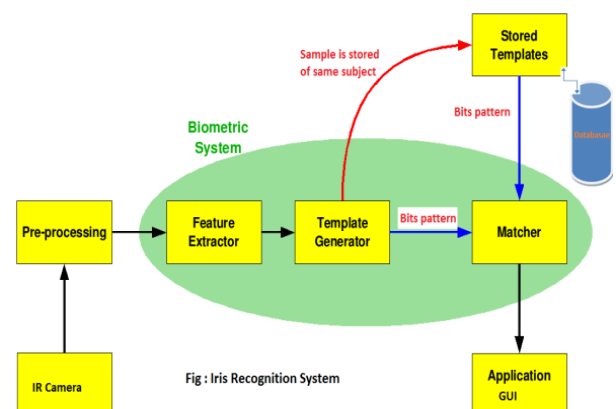 Stored
Templates
Sample is stored
of same subject
Bits pattern
Database
Biometric
System
Pre-processing
Feature
Extractor
Template
Generator
Bits pattern
Matcher
IR Camera
Fig : Iris Recognition System
Application
GUI